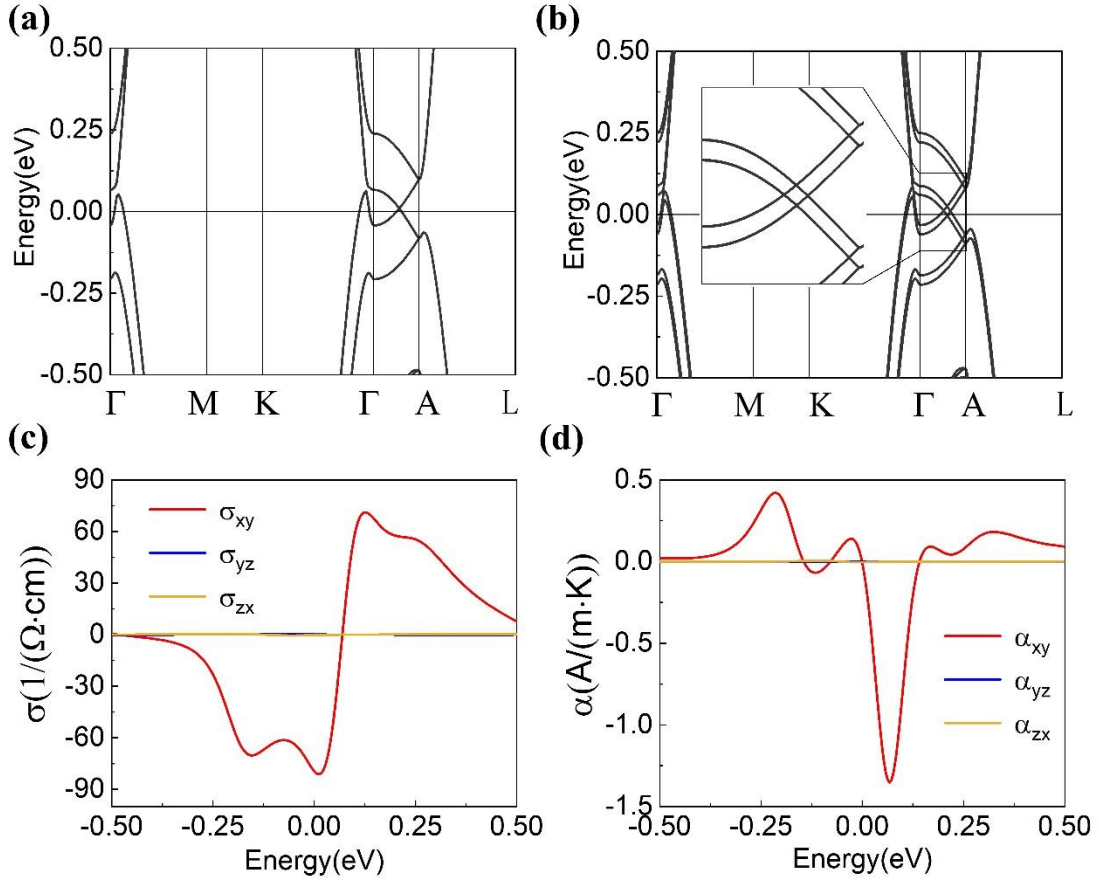 (a)
0.50
0.25
0.00
-0.25
-0.50
Energy(eV)
Γ M K Γ A L
(b)
0.50
0.25
0.00
-0.25
-0.50
Energy(eV)
Γ M K Γ A L
(c)
90
60
30
0
-30
-60
-90
σ(1/(Ω·cm))
σxy
σyz
σzx
-0.50 -0.25 0.00 0.25 0.50
Energy(eV)
(d)
0.5
0.0
-0.5
-1.0
-1.5
α(A/(m·K))
αxy
αyz
αzx
-0.50 -0.25 0.00 0.25 0.50
Energy(eV)